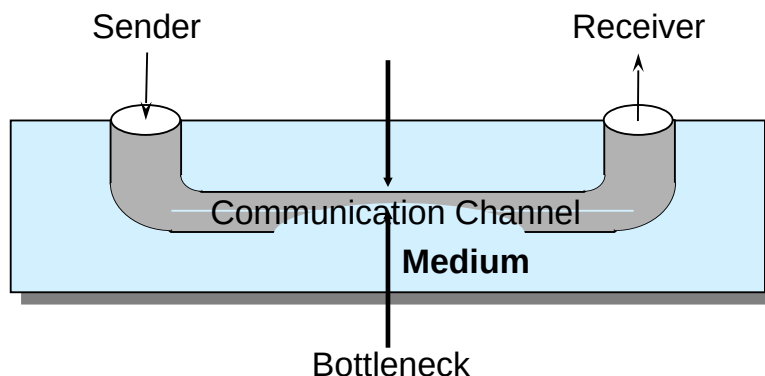 Sender
Receiver
Communication Channel
Medium
Bottleneck